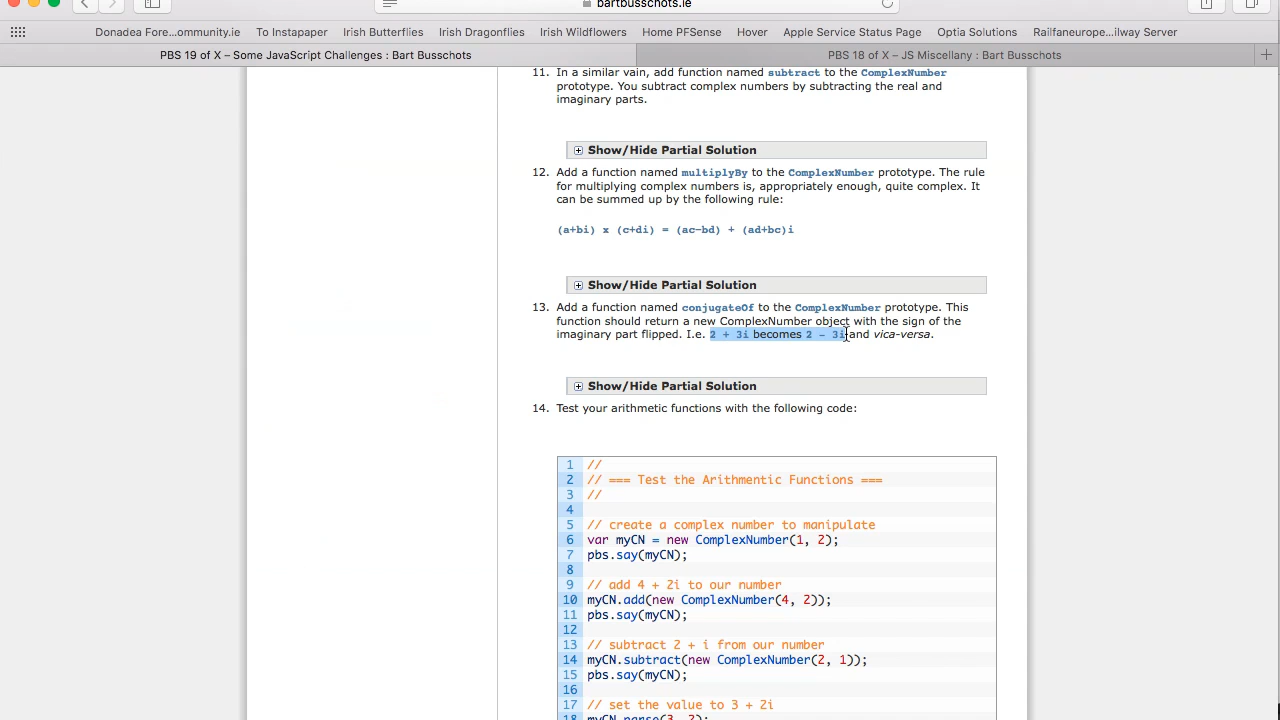 bartbusschots.ie
Donadea Fore...ommunity.ie To Instapaper Irish Butterflies Irish Dragonflies Irish Wildflowers Home PFSense Hover Apple Service Status Page Optia Solutions Railfaneurope...ilway Server
PBS 19 of X – Some JavaScript Challenges : Bart Busschots PBS 18 of X – JS Miscellany : Bart Busschots
11. In a similar vain, add function named subtract to the ComplexNumber
prototype. You subtract complex numbers by subtracting the real and
imaginary parts.
Show/Hide Partial Solution
12. Add a function named multiplyBy to the ComplexNumber prototype. The rule
for multiplying complex numbers is, appropriately enough, quite complex. It
can be summed up by the following rule:
(a+bi) x (c+di) = (ac−bd) + (ad+bc)i
Show/Hide Partial Solution
13. Add a function named conjugateOf to the ComplexNumber prototype. This
function should return a new ComplexNumber object with the sign of the
imaginary part flipped. I.e. 2 + 3i becomes 2 − 3i and vica-versa.
Show/Hide Partial Solution
14. Test your arithmetic functions with the following code:
1 //
2 // === Test the Arithmentic Functions ===
3 //
4
5 // create a complex number to manipulate
6 var myCN = new ComplexNumber(1, 2);
7 pbs.say(myCN);
8
9 // add 4 + 2i to our number
10 myCN.add(new ComplexNumber(4, 2));
11 pbs.say(myCN);
12
13 // subtract 2 + i from our number
14 myCN.subtract(new ComplexNumber(2, 1));
15 pbs.say(myCN);
16
17 // set the value to 3 + 2i
18 myCN.parse(3, 2);